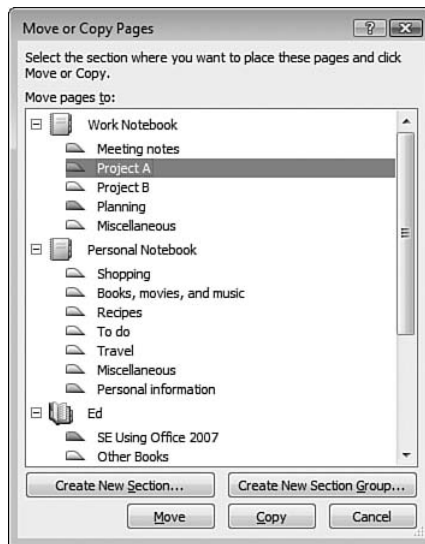 Move or Copy Pages
Select the section where you want to place these pages and click
Move or Copy.
Move pages to:
Work Notebook
Meeting notes
Project A
Project B
Planning
Miscellaneous
Personal Notebook
Shopping
Books, movies, and music
Recipes
To do
Travel
Miscellaneous
Personal information
Ed
SE Using Office 2007
Other Books
Create New Section... Create New Section Group...
Move Copy Cancel